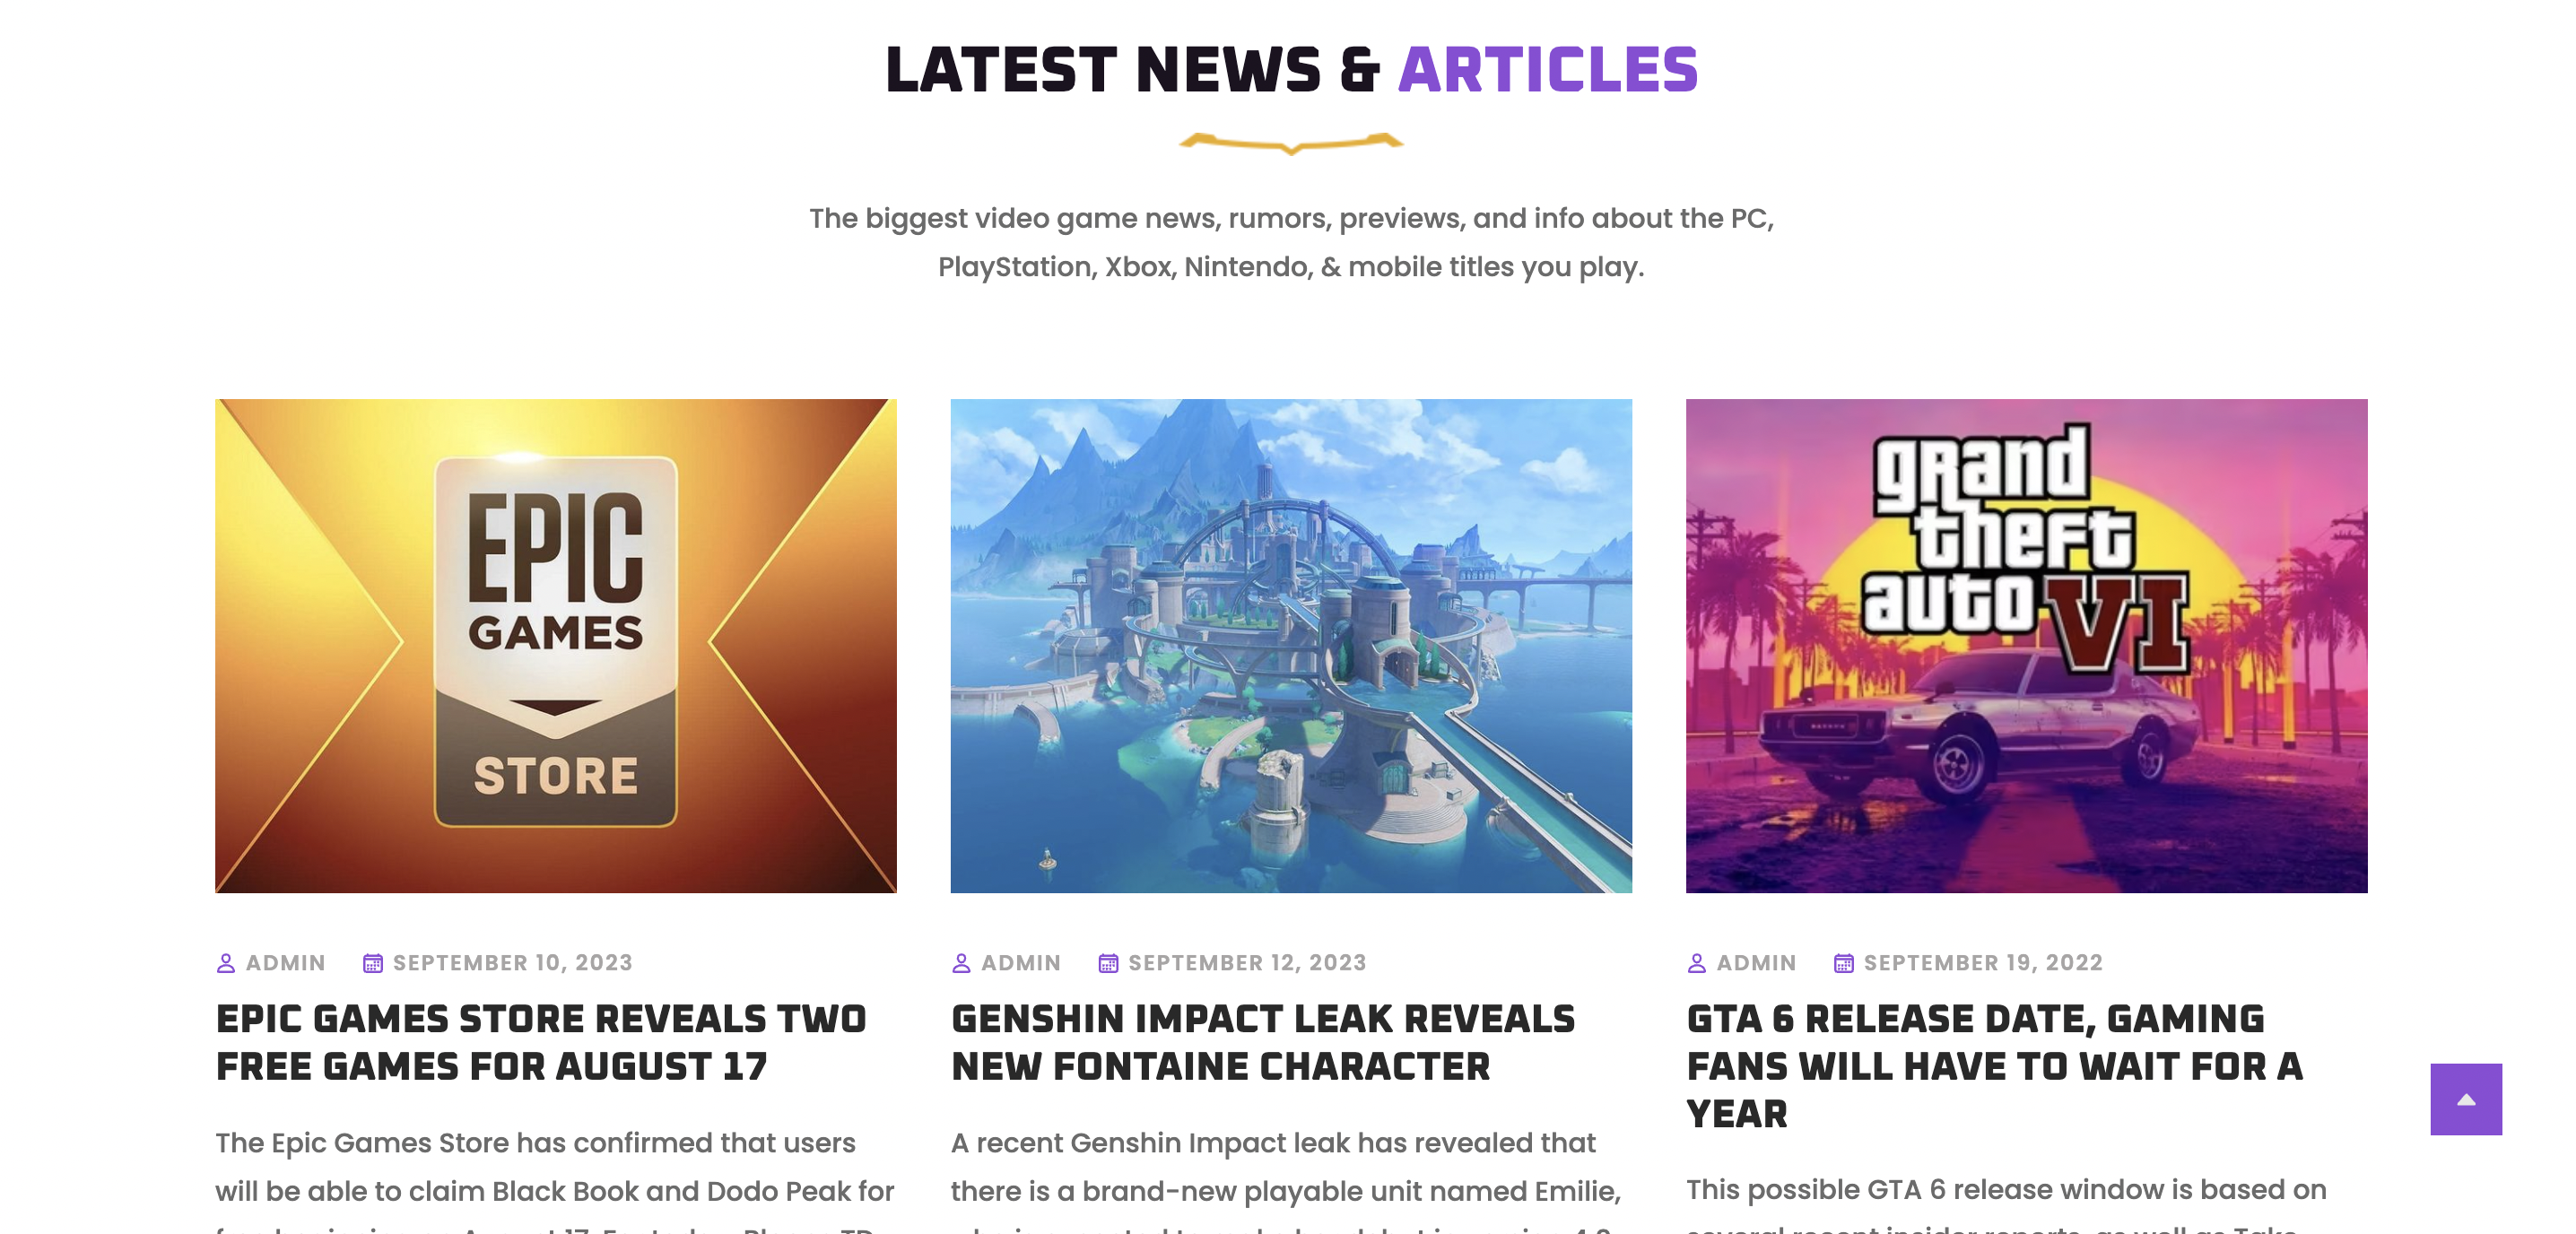 LATEST NEWS & ARTICLES
The biggest video game news, rumors, previews, and info about the PC,
PlayStation, Xbox, Nintendo, & mobile titles you play.
EPIC
GAMES
STORE
grand
theft
auto VI
ADMIN SEPTEMBER 10, 2023
EPIC GAMES STORE REVEALS TWO
FREE GAMES FOR AUGUST 17
The Epic Games Store has confirmed that users
will be able to claim Black Book and Dodo Peak for
ADMIN SEPTEMBER 12, 2023
GENSHIN IMPACT LEAK REVEALS
NEW FONTAINE CHARACTER
A recent Genshin Impact leak has revealed that
there is a brand-new playable unit named Emilie,
ADMIN SEPTEMBER 19, 2022
GTA 6 RELEASE DATE, GAMING
FANS WILL HAVE TO WAIT FOR A
YEAR
This possible GTA 6 release window is based on